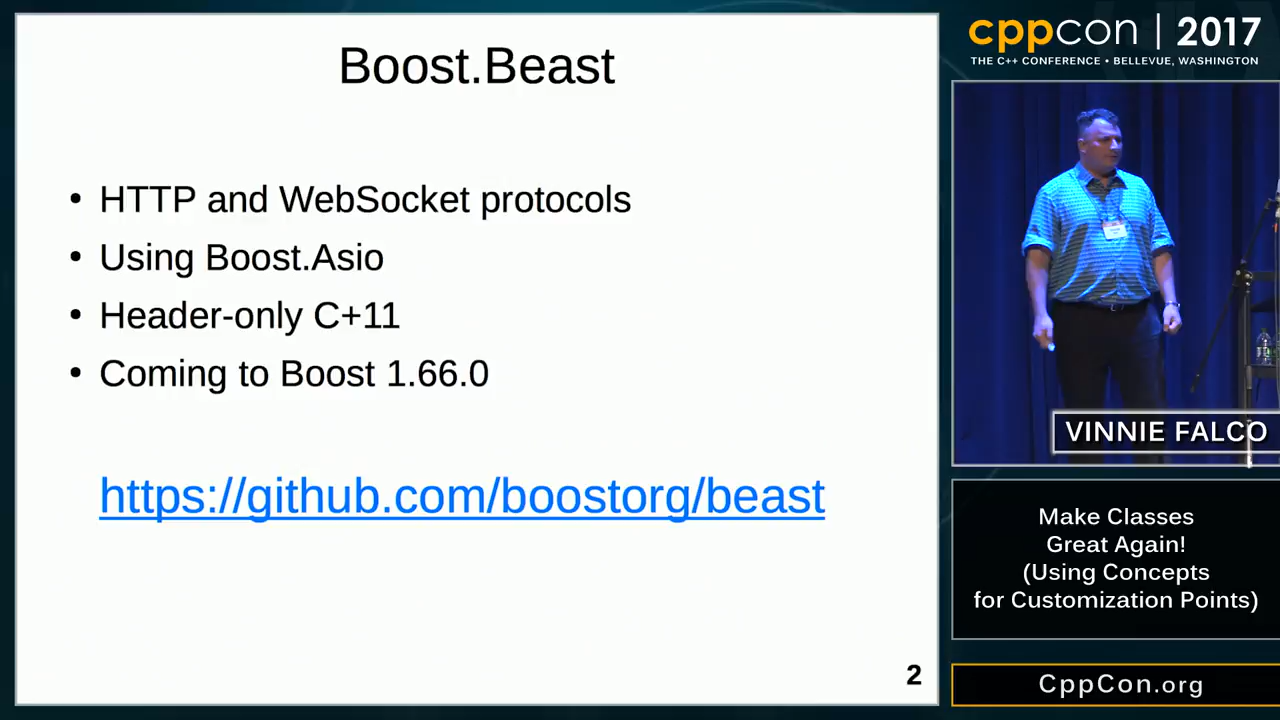 Boost.Beast
• HTTP and WebSocket protocols
• Using Boost.Asio
• Header-only C+11
• Coming to Boost 1.66.0
https://github.com/boostorg/beast
2
cppcon | 2017
THE C++ CONFERENCE • BELLEVUE, WASHINGTON
VINNIE FALCO
Make Classes
Great Again!
(Using Concepts
for Customization Points)
CppCon.org